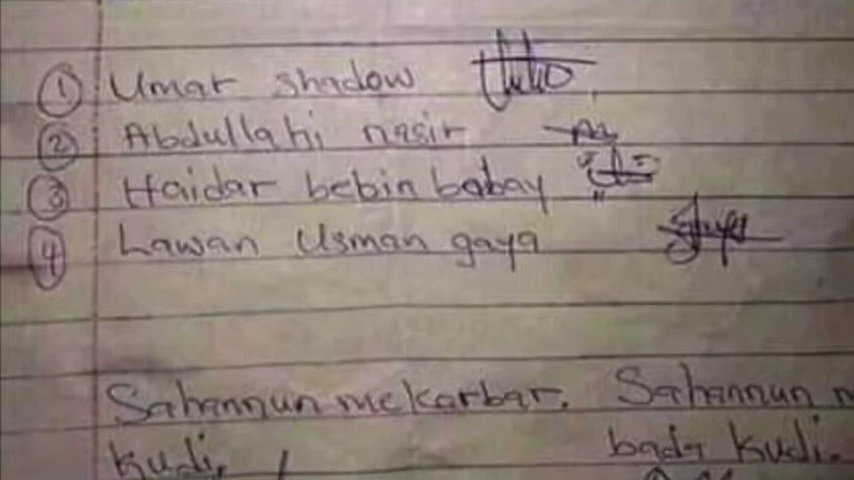 ① Umar shadow
② Abdullahi nasir
③ Haidar bebin babay
④ Lawan Usman gaya
Sahannun mekarbar. Sahannun
Kudi, bada kudi.